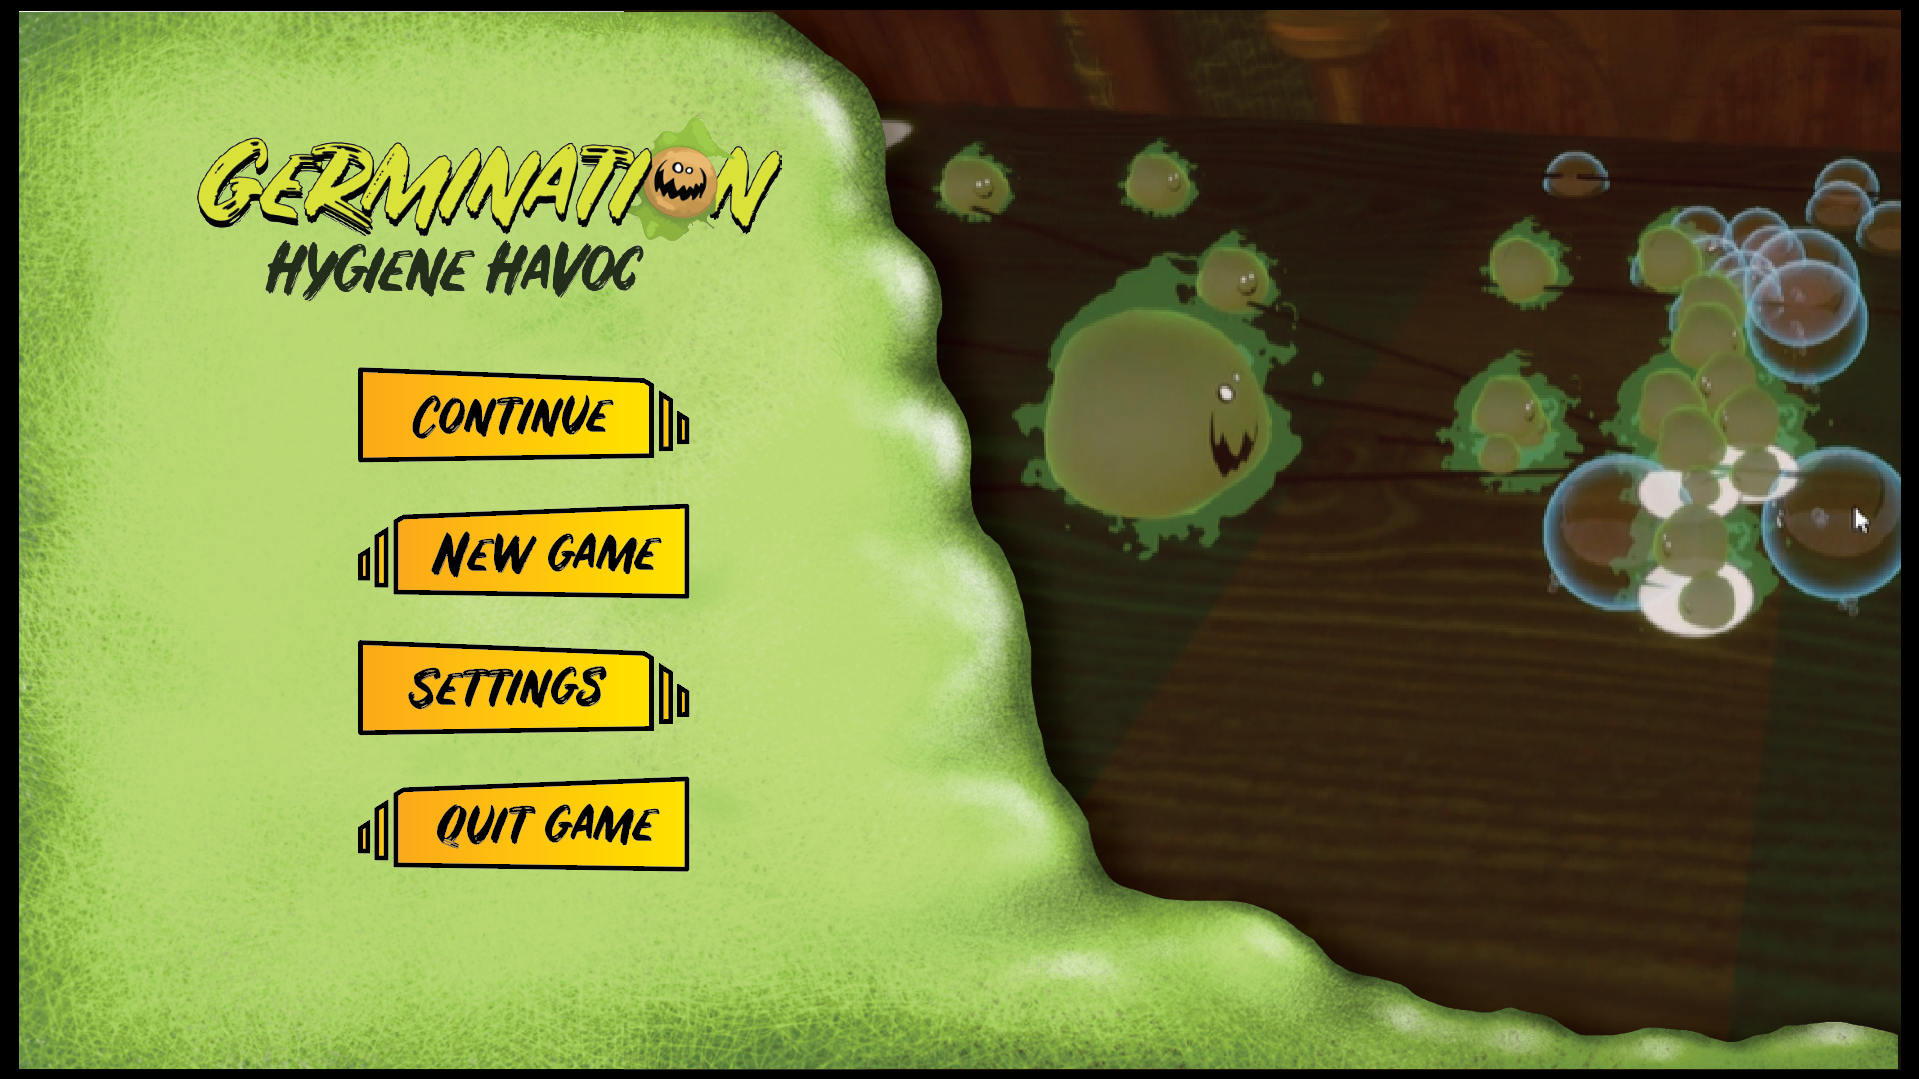 GERMINATION
HYGIENE HAVOC
CONTINUE
NEW GAME
SETTINGS
QUIT GAME